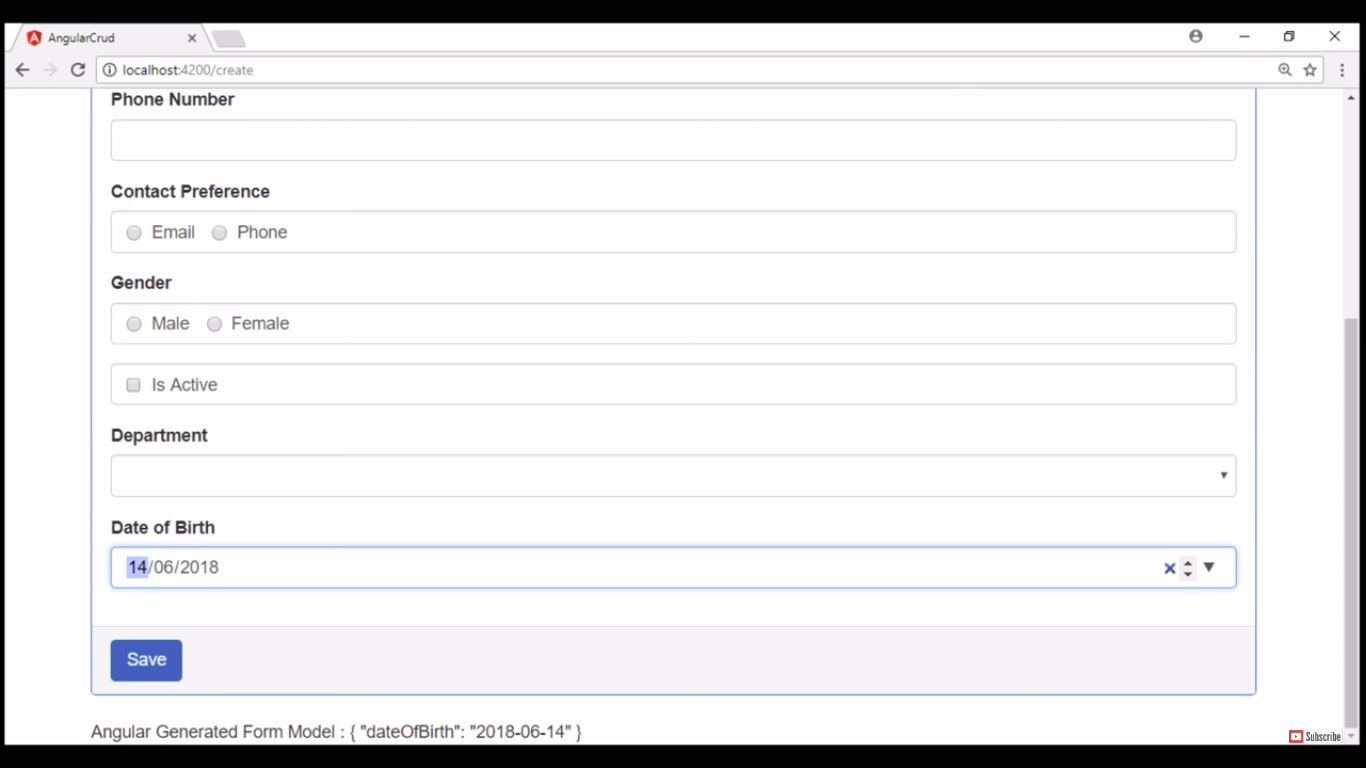 AngularCrud
localhost:4200/create
Phone Number
Contact Preference
Email Phone
Gender
Male Female
Is Active
Department
Date of Birth
14/06/2018
Save
Angular Generated Form Model : { "dateOfBirth": "2018-06-14" }
Subscribe